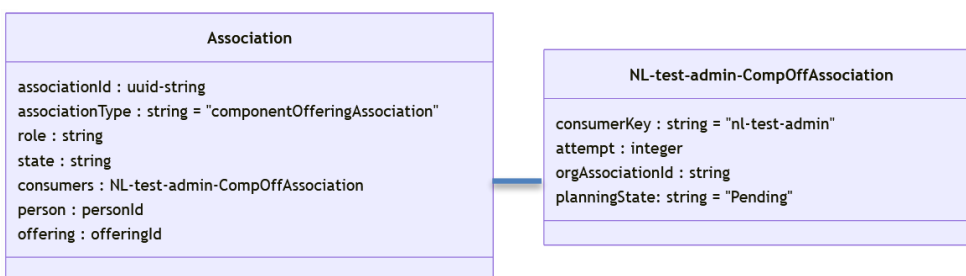 Association
associationId : uuid-string
associationType : string = "componentOfferingAssociation"
role : string
state : string
consumers : NL-test-admin-CompOffAssociation
person : personId
offering : offeringId
NL-test-admin-CompOffAssociation
consumerKey : string = "nl-test-admin"
attempt : integer
orgAssociationId : string
planningState: string = "Pending"